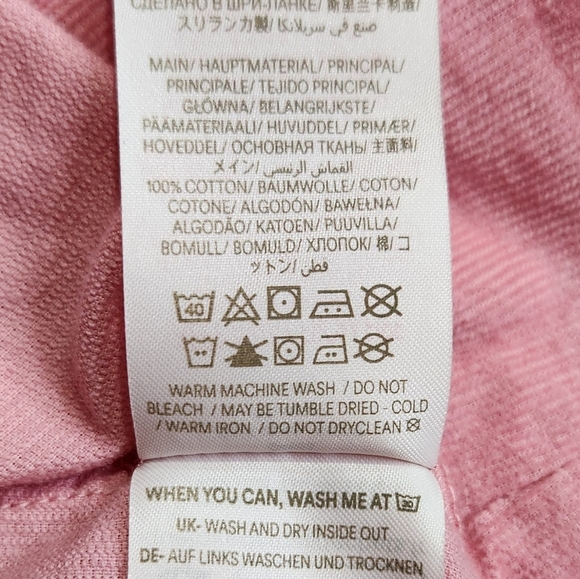 СДЕЛАНО В ШРИ-ЛАНКЕ/ 斯里兰卡制造/
スリランカ製/ صنع في سريلانكا/
MAIN/ HAUPTMATERIAL/ PRINCIPAL/
PRINCIPALE/ TEJIDO PRINCIPAL/
GŁÓWNA/ BELANGRIJKSTE/
PÄÄMATERIAALI/ HUVUDDEL/ PRIMÆR/
HOVEDDEL/ ОСНОВНАЯ ТКАНЬ/ 主面料/
メイン/ القماش الرئيسي/
100% COTTON/ BAUMWOLLE/ COTON/
COTONE/ ALGODÓN/ BAWEŁNA/
ALGODÃO/ KATOEN/ PUUVILLA/
BOMULL/ BOMULD/ ХЛОПОК/ 棉/ コ
ットン/ قطن/
40
WARM MACHINE WASH / DO NOT
BLEACH / MAY BE TUMBLE DRIED - COLD
/ WARM IRON / DO NOT DRYCLEAN
WHEN YOU CAN, WASH ME AT 30
UK- WASH AND DRY INSIDE OUT
DE- AUF LINKS WASCHEN UND TROCKNEN